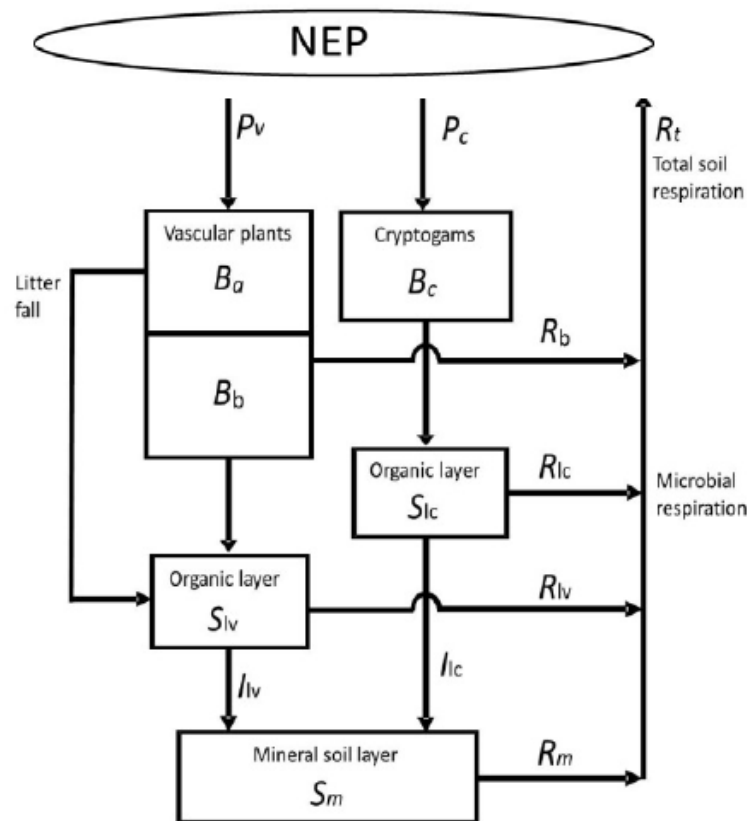 NEP
Pv
Pc
Rt
Total soil
respiration
Vascular plants
Ba
Cryptogams
Bc
Litter
fall
Rb
Bb
Organic layer
Slc
Rlc
Microbial
respiration
Organic layer
Slv
Rlv
Ilv
Ilc
Mineral soil layer
Sm
Rm